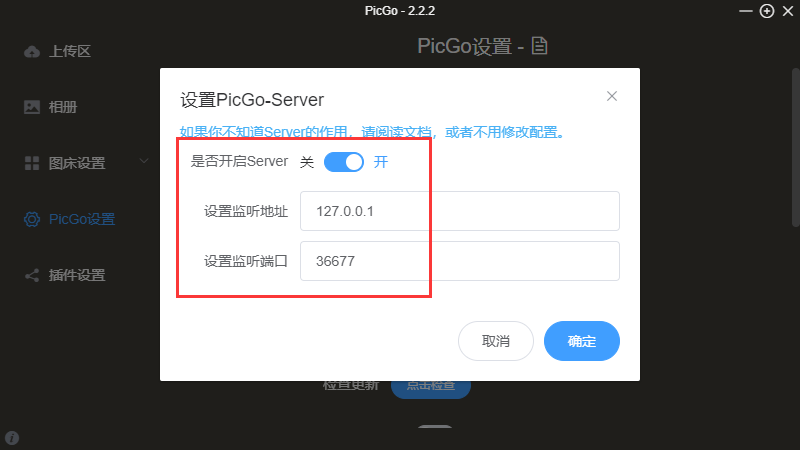 PicGo - 2.2.2
上传区
PicGo设置 -
相册
图床设置
PicGo设置
插件设置
设置PicGo-Server
如果你不知道Server的作用，请阅读文档，或者不用修改配置。
是否开启Server 关 开
设置监听地址 127.0.0.1
设置监听端口 36677
取消 确定
检查更新 点击检查